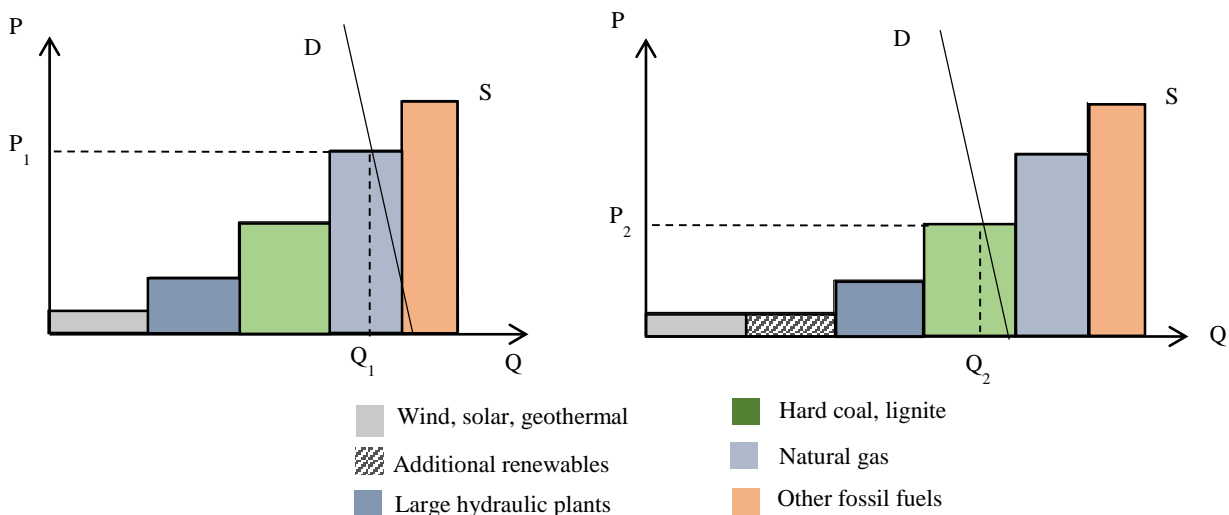 P
D
S
P₁
Q₁
Q
P
D
S
P₂
Q₂
Q
Wind, solar, geothermal
Additional renewables
Large hydraulic plants
Hard coal, lignite
Natural gas
Other fossil fuels